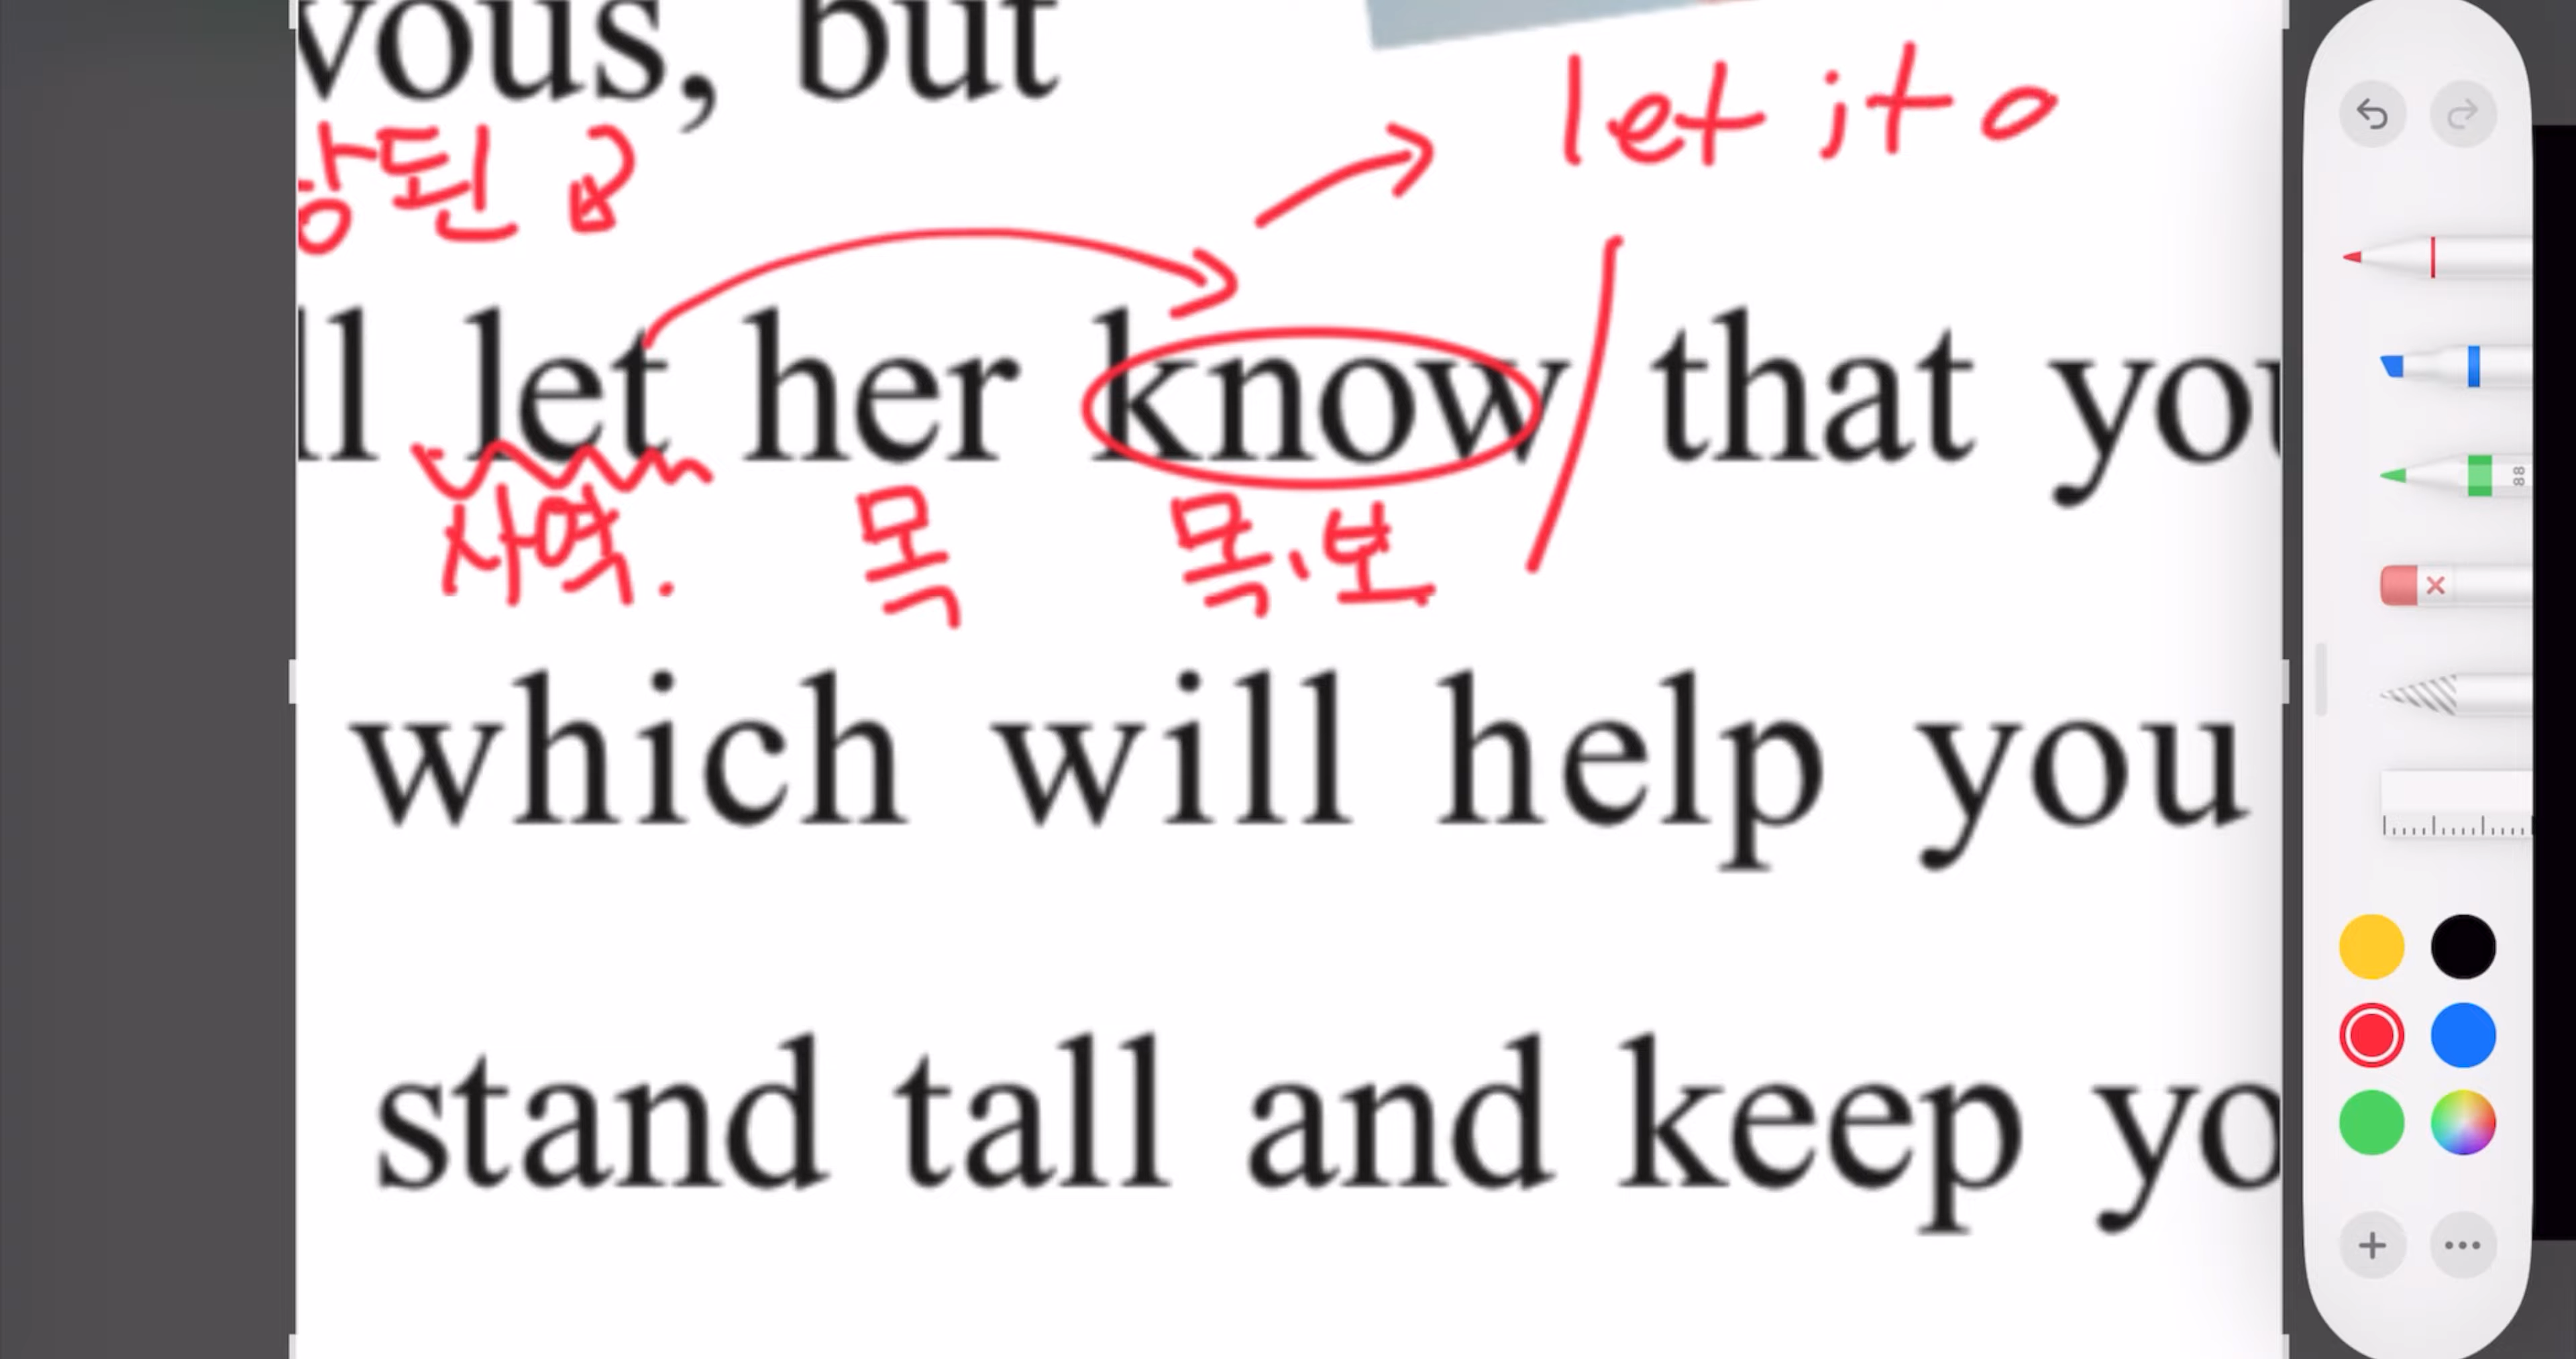 vous, but
let it o
당된
ll let her know / that you
사역. 목 목.보
which will help you
stand tall and keep yo